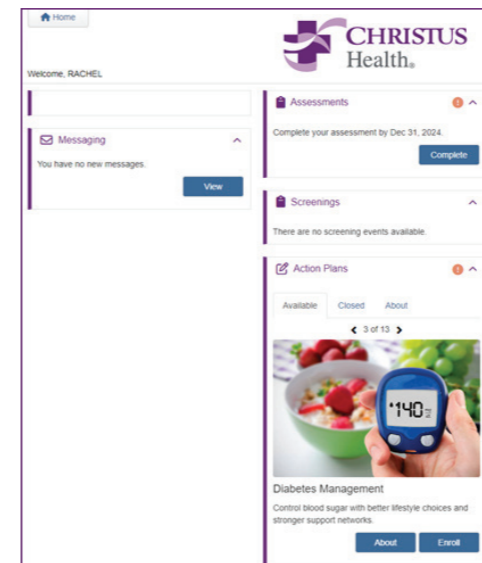 Home
CHRISTUS
Health®
Welcome, RACHEL
Messaging
You have no new messages.
View
Assessments
Complete your assessment by Dec 31, 2024.
Complete
Screenings
There are no screening events available.
Action Plans
Available Closed About
3 of 13
140
Diabetes Management
Control blood sugar with better lifestyle choices and
stronger support networks.
About Enroll